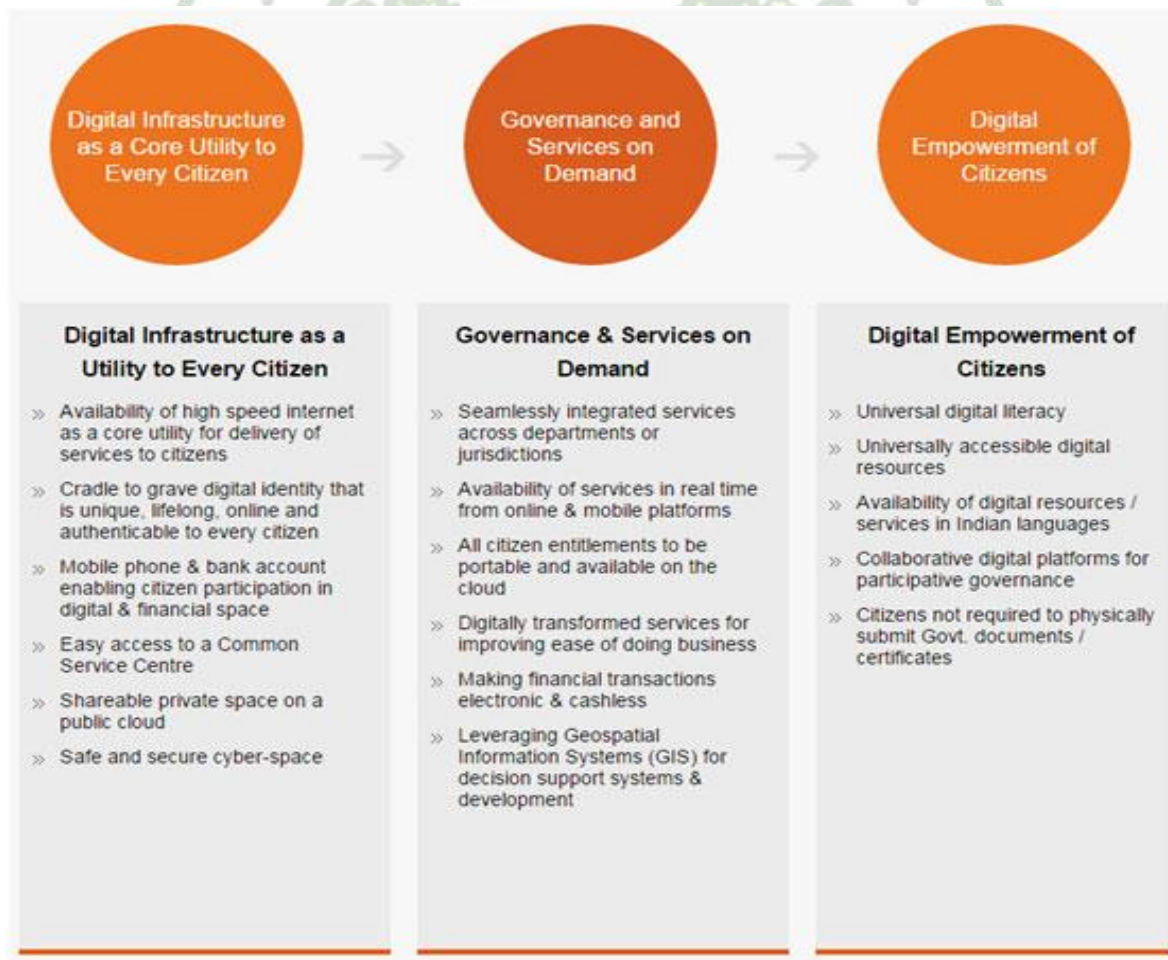 Digital Infrastructure
as a Core Utility to
Every Citizen
Governance and
Services on
Demand
Digital
Empowerment of
Citizens
Digital Infrastructure as a
Utility to Every Citizen
» Availability of high speed internet
as a core utility for delivery of
services to citizens
» Cradle to grave digital identity that
is unique, lifelong, online and
authenticable to every citizen
» Mobile phone & bank account
enabling citizen participation in
digital & financial space
» Easy access to a Common
Service Centre
» Shareable private space on a
public cloud
» Safe and secure cyber-space
Governance & Services on
Demand
» Seamlessly integrated services
across departments or
jurisdictions
» Availability of services in real time
from online & mobile platforms
» All citizen entitlements to be
portable and available on the
cloud
» Digitally transformed services for
improving ease of doing business
» Making financial transactions
electronic & cashless
» Leveraging Geospatial
Information Systems (GIS) for
decision support systems &
development
Digital Empowerment of
Citizens
» Universal digital literacy
» Universally accessible digital
resources
» Availability of digital resources /
services in Indian languages
» Collaborative digital platforms for
participative governance
» Citizens not required to physically
submit Govt. documents /
certificates